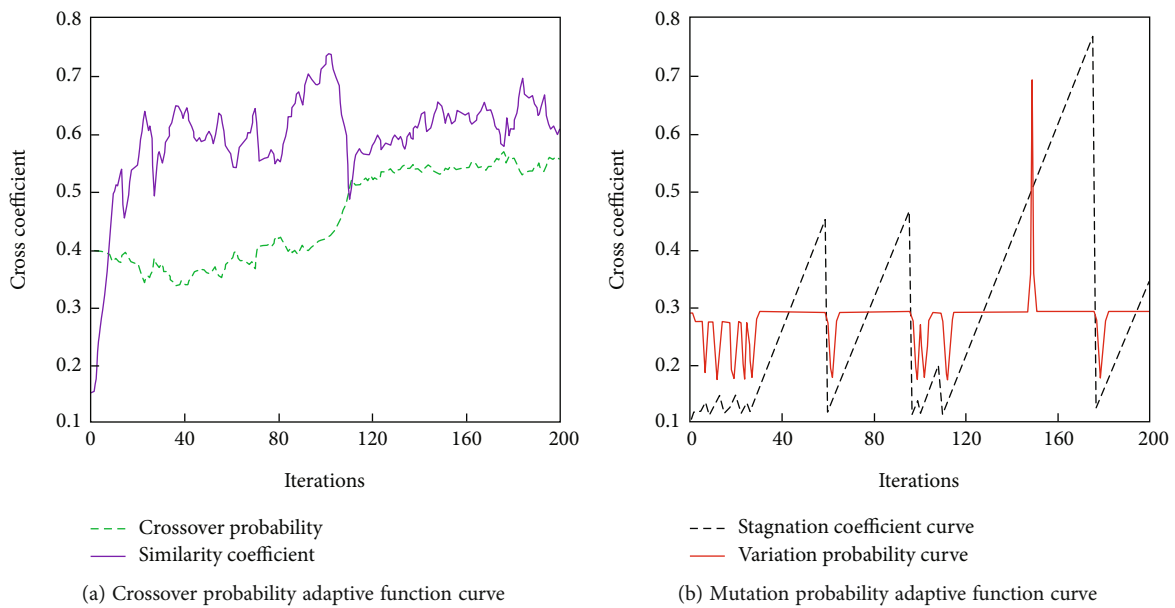 0.8
0.7
0.6
0.5
0.4
0.3
0.2
0.1
Cross coefficient
0
40
80
120
160
200
Iterations
Crossover probability
Similarity coefficient
(a) Crossover probability adaptive function curve
0.8
0.7
0.6
0.5
0.4
0.3
0.2
0.1
Cross coefficient
0
40
80
120
160
200
Iterations
Stagnation coefficient curve
Variation probability curve
(b) Mutation probability adaptive function curve